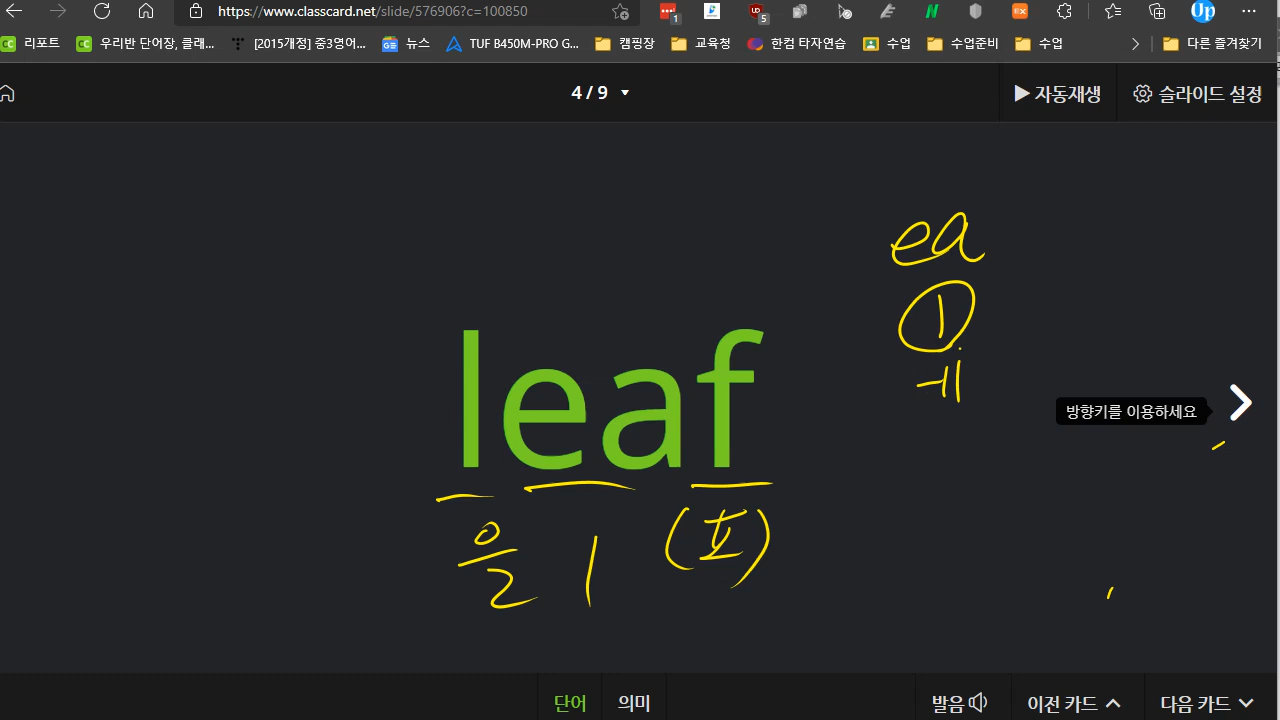 https://www.classcard.net/slide/576906?c=100850
1
5
Up
리포트
우리반 단어장, 클래...
[2015개정] 중3영어...
뉴스
TUF B450M-PRO G...
캠핑장
교육청
한컴 타자연습
수업
수업준비
수업
다른 즐겨찾기
4 / 9
자동재생
슬라이드 설정
ea
ㅣ
ㅔ
leaf
방향키를 이용하세요
을 ㅣ (프)
단어
의미
발음
이전 카드
다음 카드